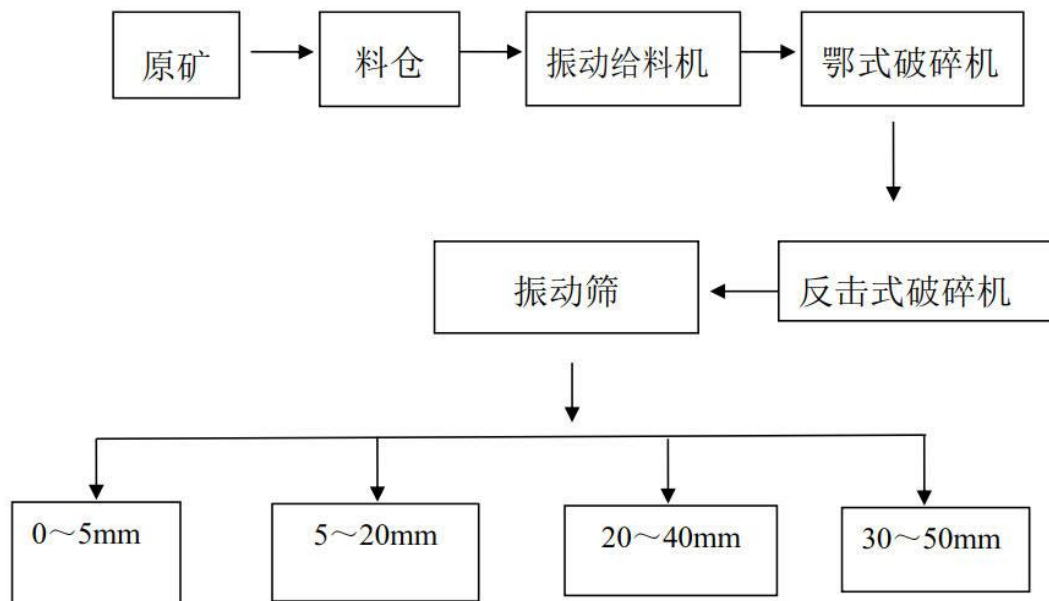 原矿
料仓
振动给料机
鄂式破碎机
振动筛
反击式破碎机
0～5mm
5～20mm
20～40mm
30～50mm